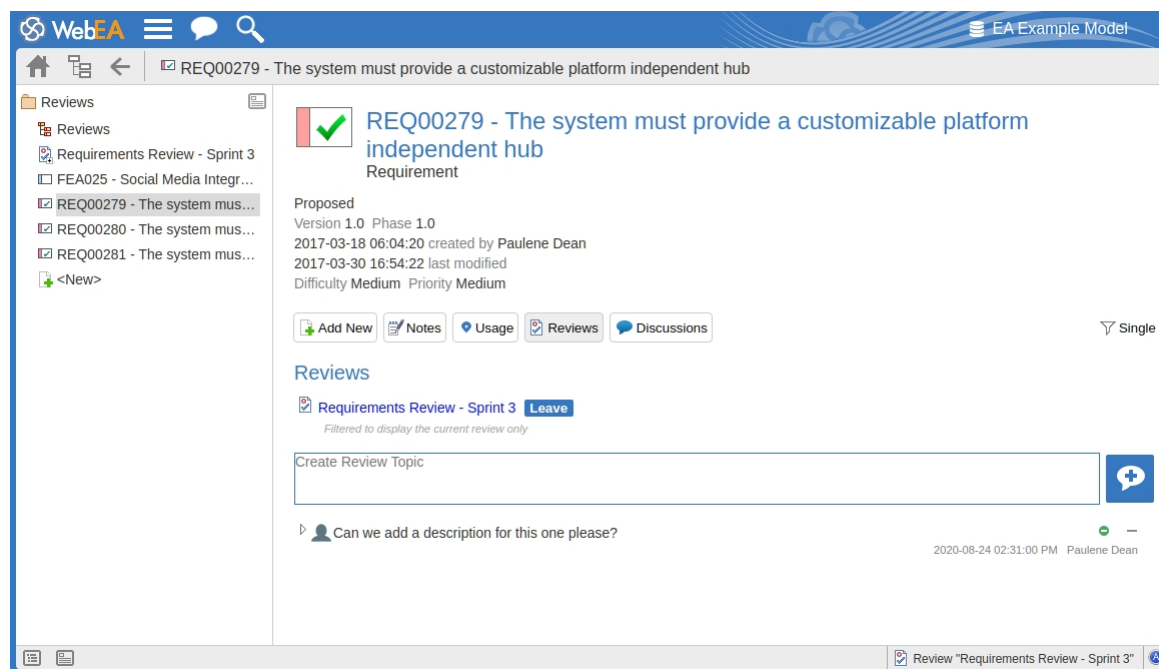 WebEA
EA Example Model
REQ00279 - The system must provide a customizable platform independent hub
Reviews
Reviews
Requirements Review - Sprint 3
FEA025 - Social Media Integr...
REQ00279 - The system mus...
REQ00280 - The system mus...
REQ00281 - The system mus...
<New>
REQ00279 - The system must provide a customizable platform
independent hub
Requirement
Proposed
Version 1.0 Phase 1.0
2017-03-18 06:04:20 created by Paulene Dean
2017-03-30 16:54:22 last modified
Difficulty Medium Priority Medium
Add New Notes Usage Reviews Discussions Single
Reviews
Requirements Review - Sprint 3 Leave
Filtered to display the current review only
Create Review Topic
Can we add a description for this one please?
2020-08-24 02:31:00 PM Paulene Dean
Review "Requirements Review - Sprint 3" A